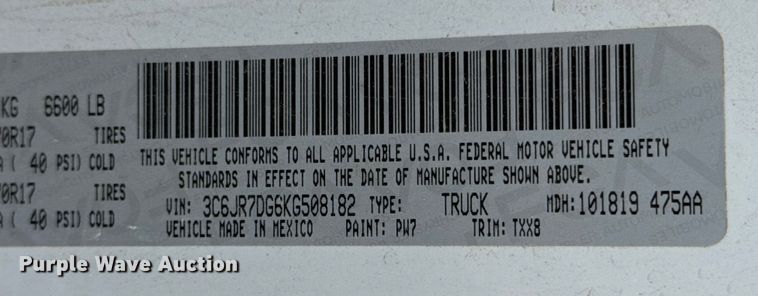 KG 6600 LB
0R17 TIRES
( 40 PSI) COLD
0R17 TIRES
( 40 PSI) COLD
THIS VEHICLE CONFORMS TO ALL APPLICABLE U.S.A. FEDERAL MOTOR VEHICLE SAFETY
STANDARDS IN EFFECT ON THE DATE OF MANUFACTURE SHOWN ABOVE.
VIN: 3C6JR7DG6KG508182 TYPE: TRUCK MDH: 101819 475AA
VEHICLE MADE IN MEXICO PAINT: PW7 TRIM: TXX8
Purple Wave Auction